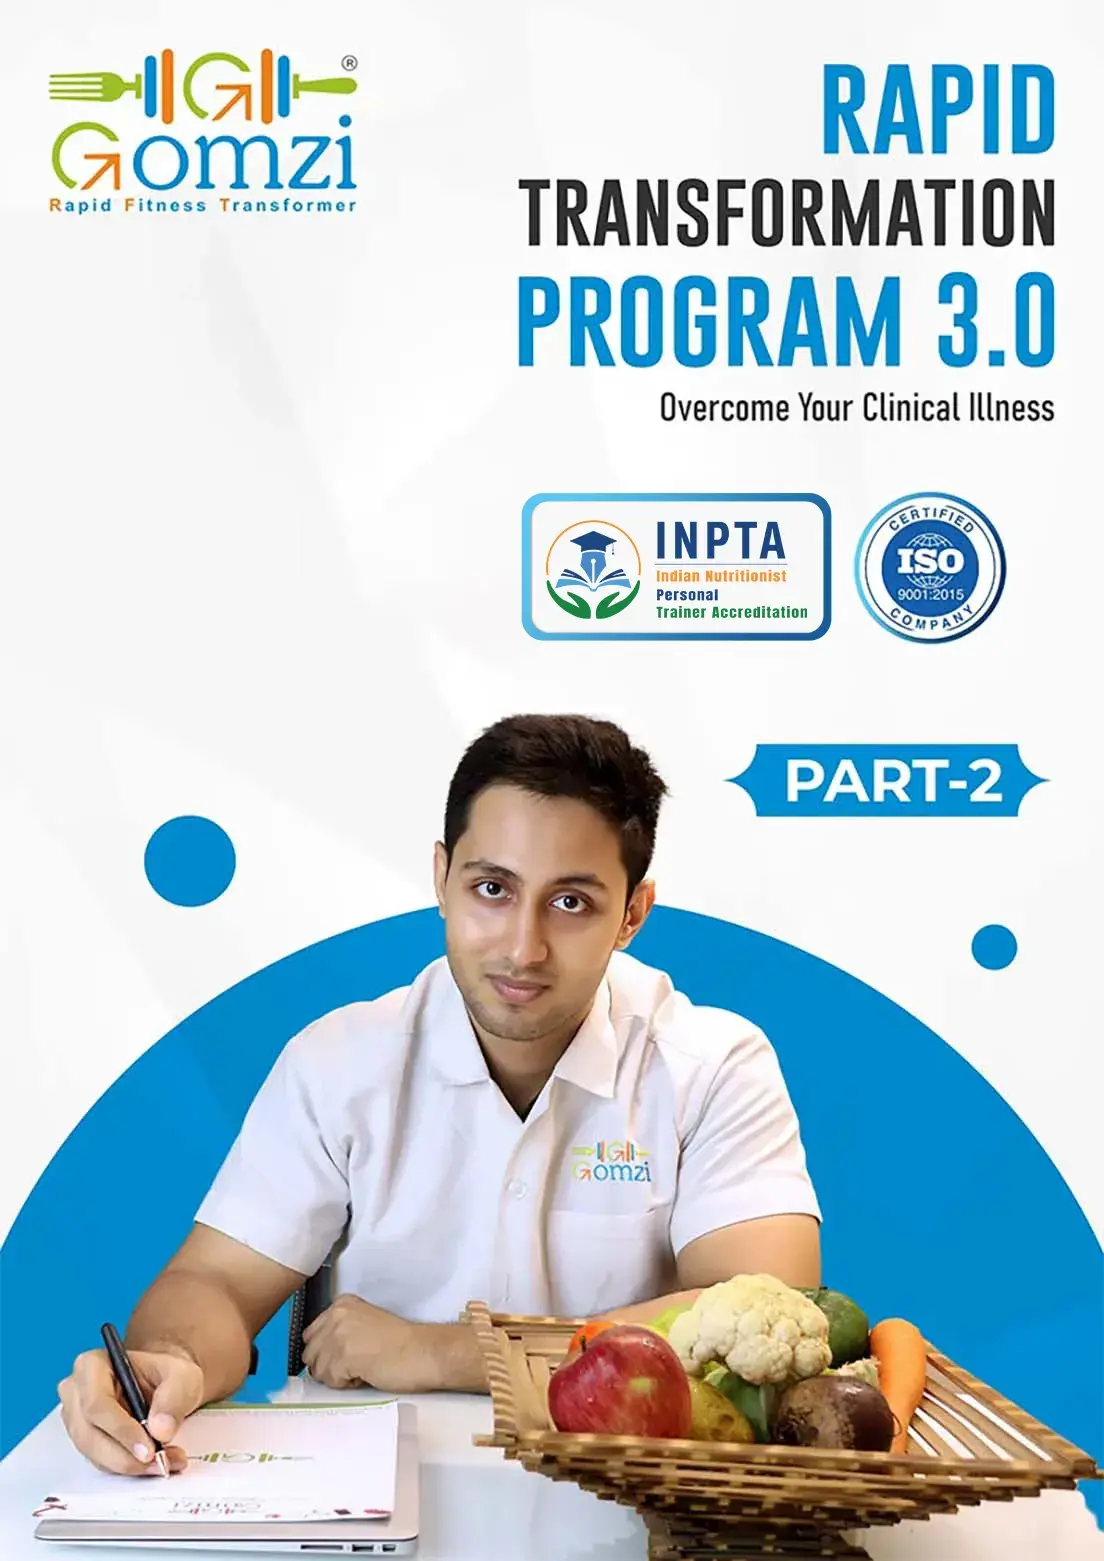 ®
Gomzi
Rapid Fitness Transformer
RAPID
TRANSFORMATION
PROGRAM 3.0
Overcome Your Clinical Illness
INPTA
Indian Nutritionist
Personal
Trainer Accreditation
CERTIFIED
ISO
9001:2015
COMPANY
PART-2
Gomzi
Gomzi